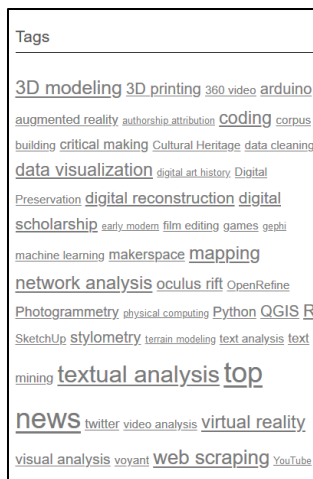 Tags
3D modeling 3D printing 360 video arduino
augmented reality authorship attribution coding corpus
building critical making Cultural Heritage data cleaning
data visualization digital art history Digital
Preservation digital reconstruction digital
scholarship early modern film editing games gephi
machine learning makerspace mapping
network analysis oculus rift OpenRefine
Photogrammetry physical computing Python QGIS R
SketchUp stylometry terrain modeling text analysis text
mining textual analysis top
news twitter video analysis virtual reality
visual analysis voyant web scraping YouTube